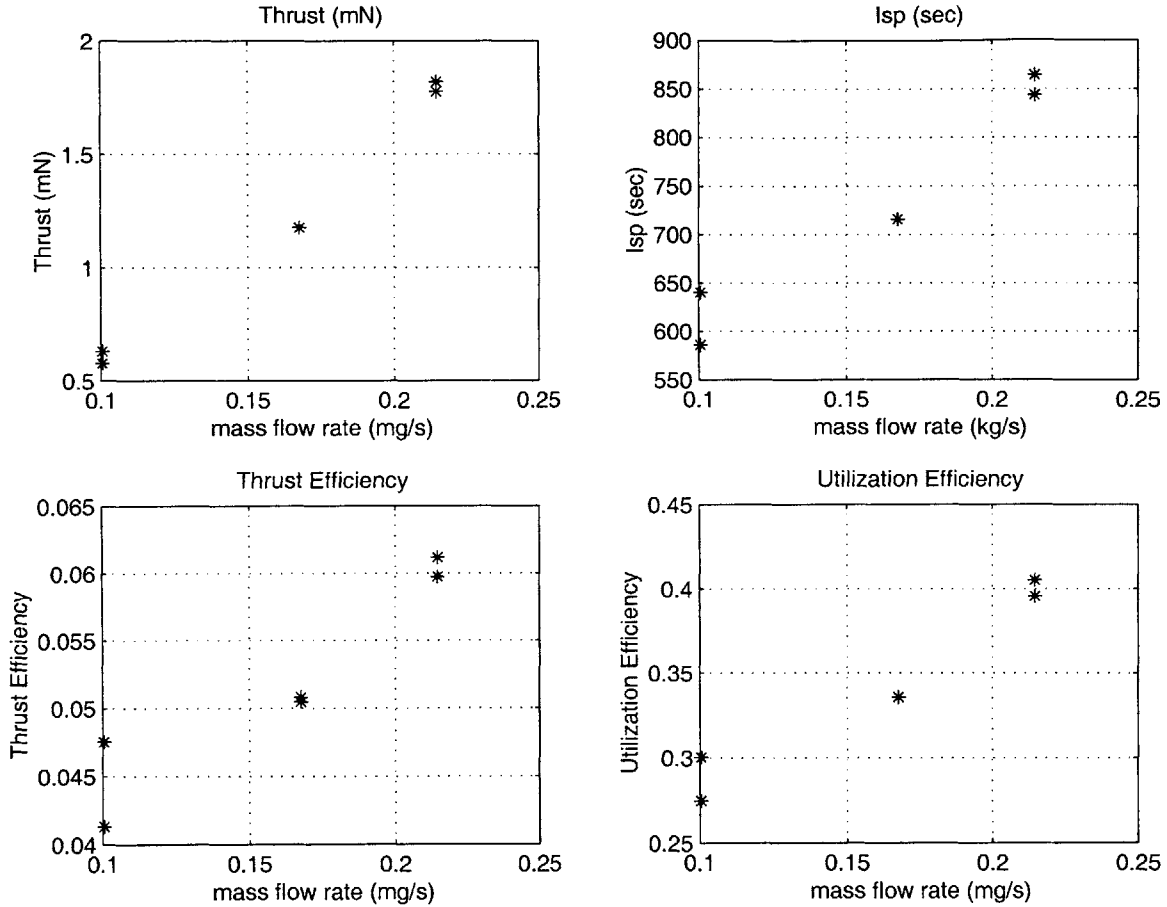 Thrust (mN)
2
1.5
1
0.5
Thrust (mN)
0.1 0.15 0.2 0.25
mass flow rate (mg/s)
Isp (sec)
900
850
800
750
700
650
600
550
Isp (sec)
0.1 0.15 0.2 0.25
mass flow rate (kg/s)
Thrust Efficiency
0.065
0.06
0.055
0.05
0.045
0.04
Thrust Efficiency
0.1 0.15 0.2 0.25
mass flow rate (mg/s)
Utilization Efficiency
0.45
0.4
0.35
0.3
0.25
Utilization Efficiency
0.1 0.15 0.2 0.25
mass flow rate (mg/s)